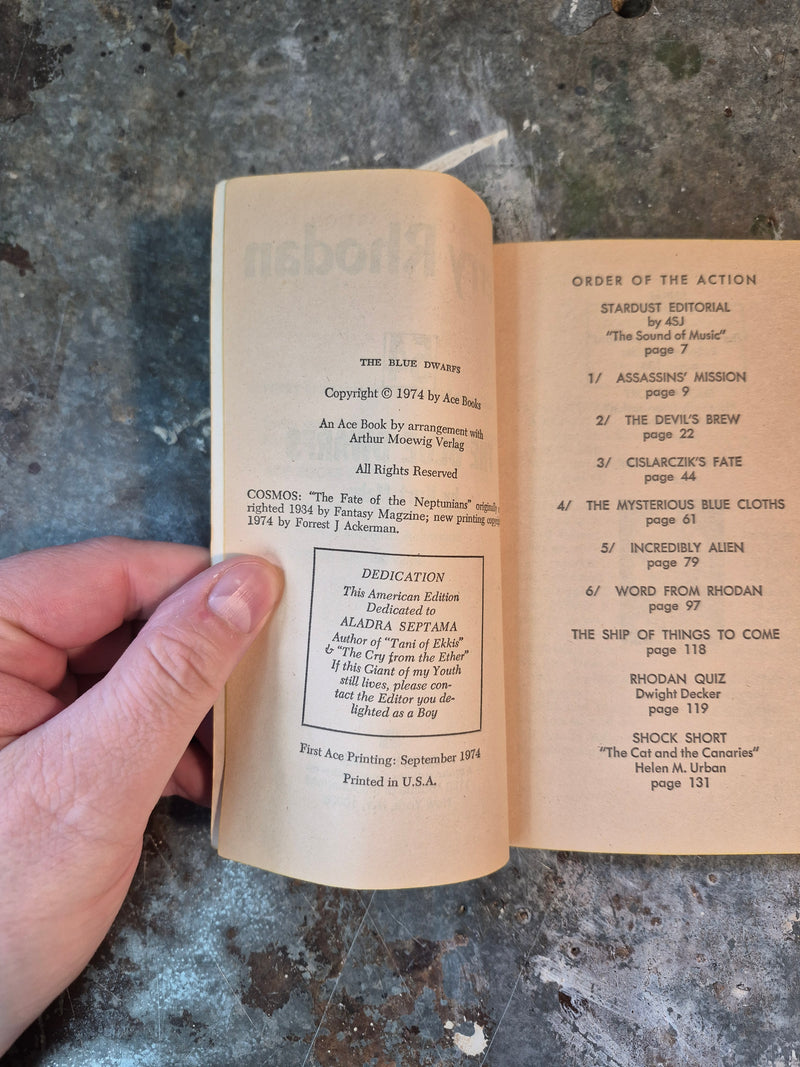 THE BLUE DWARFS
Copyright © 1974 by Ace Books
An Ace Book by arrangement with
Arthur Moewig Verlag
All Rights Reserved
COSMOS: "The Fate of the Neptunians" originally
righted 1934 by Fantasy Magzine; new printing
1974 by Forrest J Ackerman.
DEDICATION
This American Edition
Dedicated to
ALADRA SEPTAMA
Author of "Tani of Ekkis"
& "The Cry from the Ether"
If this Giant of my Youth
still lives, please con-
tact the Editor you de-
lighted as a Boy
First Ace Printing: September 1974
Printed in U.S.A.
ORDER OF THE ACTION
STARDUST EDITORIAL
by 4SJ
"The Sound of Music"
page 7
1/ ASSASSINS' MISSION
page 9
2/ THE DEVIL'S BREW
page 22
3/ CISLARCZIK'S FATE
page 44
4/ THE MYSTERIOUS BLUE CLOTHS
page 61
5/ INCREDIBLY ALIEN
page 79
6/ WORD FROM RHODAN
page 97
THE SHIP OF THINGS TO COME
page 118
RHODAN QUIZ
Dwight Decker
page 119
SHOCK SHORT
"The Cat and the Canaries"
Helen M. Urban
page 131